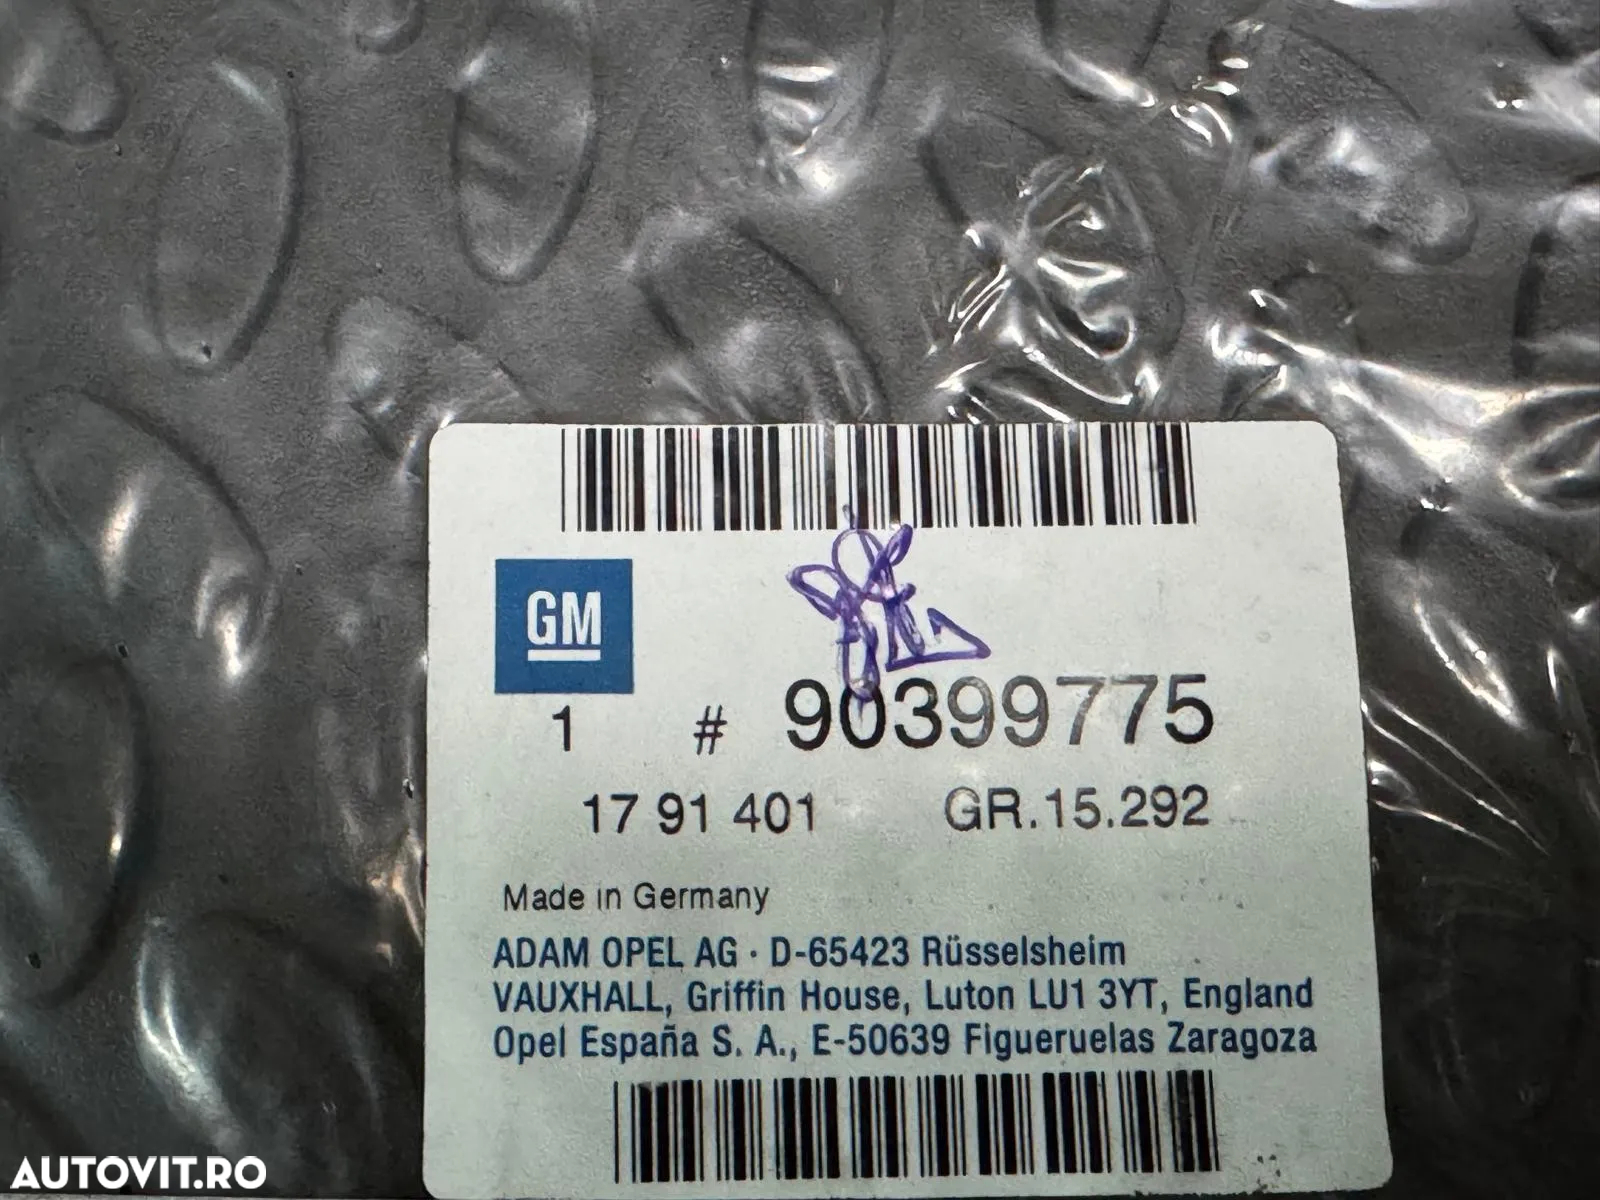 GM
1 # 90399775
17 91 401 GR.15.292
Made in Germany
ADAM OPEL AG · D-65423 Rüsselsheim
VAUXHALL, Griffin House, Luton LU1 3YT, England
Opel España S. A., E-50639 Figueruelas Zaragoza
AUTOVIT.RO